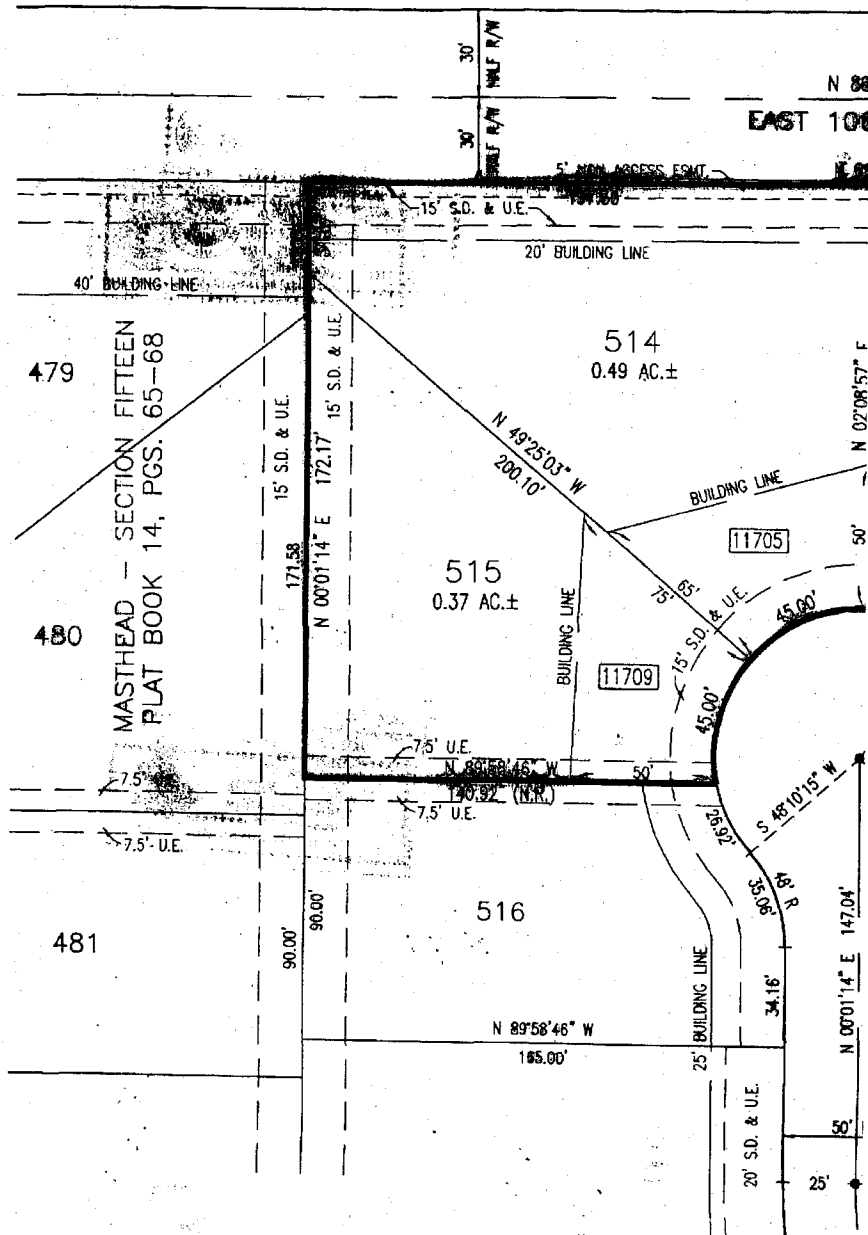 30'
HALF R/W
30'
HALF R/W
EAST
5' NON ACCESS ESMT.
15' S.D. & U.E.
20' BUILDING LINE
40' BUILDING LINE
514
0.49 AC.±
479
MASTHEAD - SECTION FIFTEEN
PLAT BOOK 14, PGS. 65-68
15' S.D. & U.E.
15' S.D. & U.E.
171.58
N 00°01'14" E 172.17'
N 49°25'03" W
200.10'
N 02°08'57" E
BUILDING LINE
11705
50'
515
0.37 AC.±
65'
75'
15' S.D. & U.E.
45.00'
45.00'
BUILDING LINE
11709
480
7.5' U.E.
N 89°58'46" W
140.92 (N.R.)
50'
7.5' U.E.
7.5' U.E.
7.5' U.E.
26.92'
S 48°10'15" W
48' R
35.06'
516
481
90.00'
90.00'
25' BUILDING LINE
34.16'
N 00°01'14" E 147.04'
N 89°58'46" W
165.00'
20' S.D. & U.E.
50'
25'